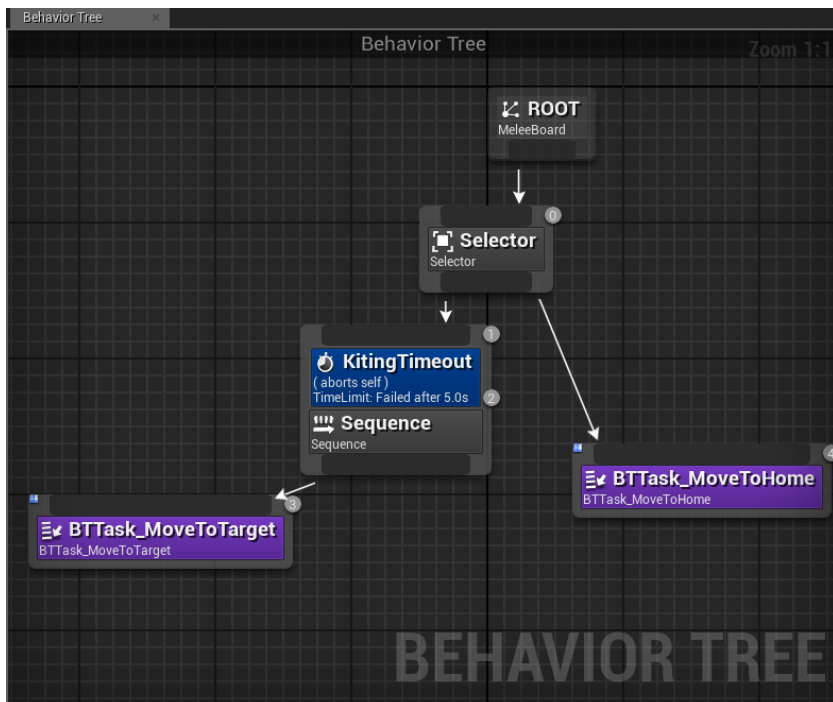 Behavior Tree
Behavior Tree
Zoom 1:1
ROOT
MeleeBoard
0
Selector
Selector
1
KitingTimeout
( aborts self )
TimeLimit: Failed after 5.0s
2
Sequence
Sequence
4
BTTask_MoveToHome
BTTask_MoveToHome
3
BTTask_MoveToTarget
BTTask_MoveToTarget
BEHAVIOR TREE